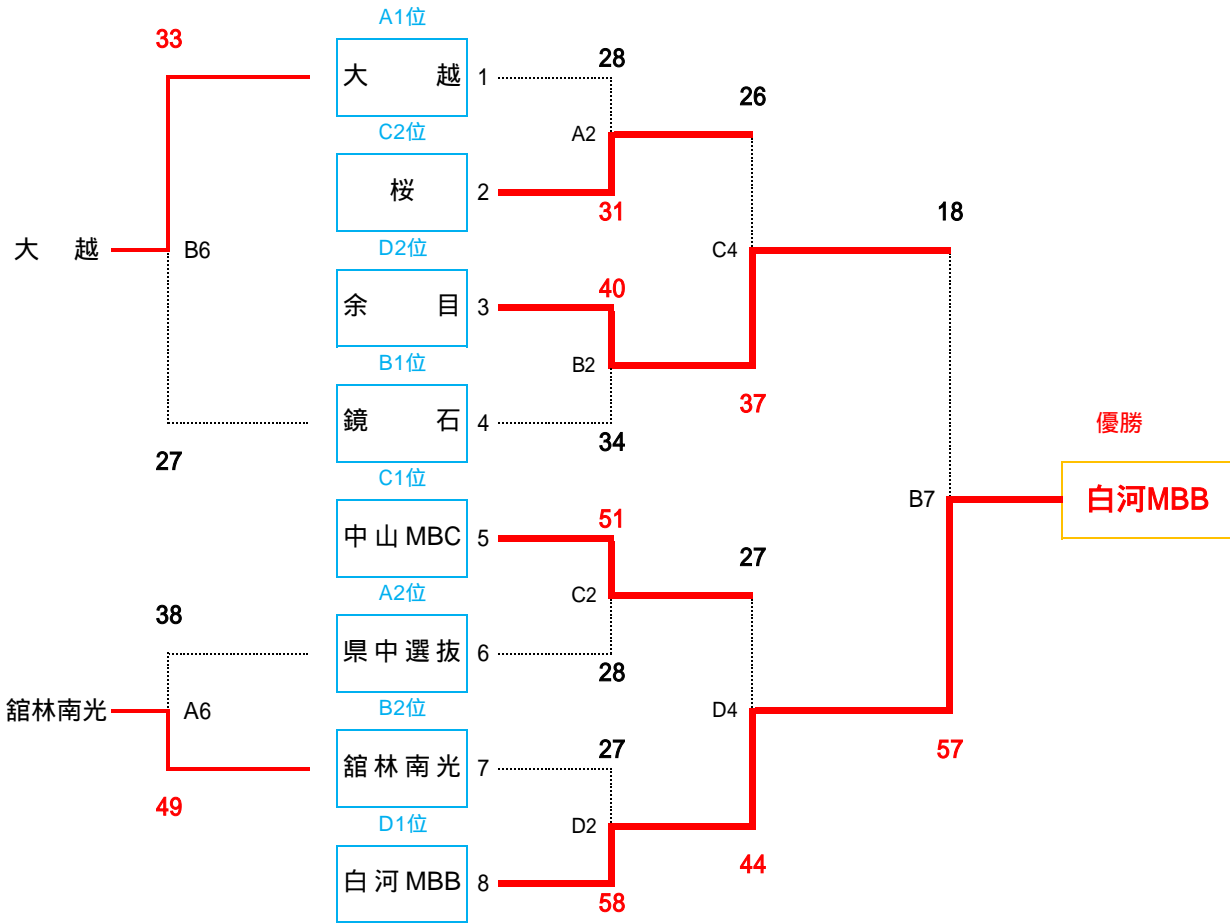 A1位
33
大 越 1
28
26
C2位
A2
桜 2
31
18
D2位
大 越
B6
C4
40
余 目 3
B1位
B2
37
鏡 石 4
34
27
優勝
C1位
51
B7
白河MBB
中山MBC 5
27
A2位
C2
38
県中選抜 6
28
B2位
舘林南光
A6
D4
27
57
舘林南光 7
49
D1位
D2
44
白河MBB 8
58